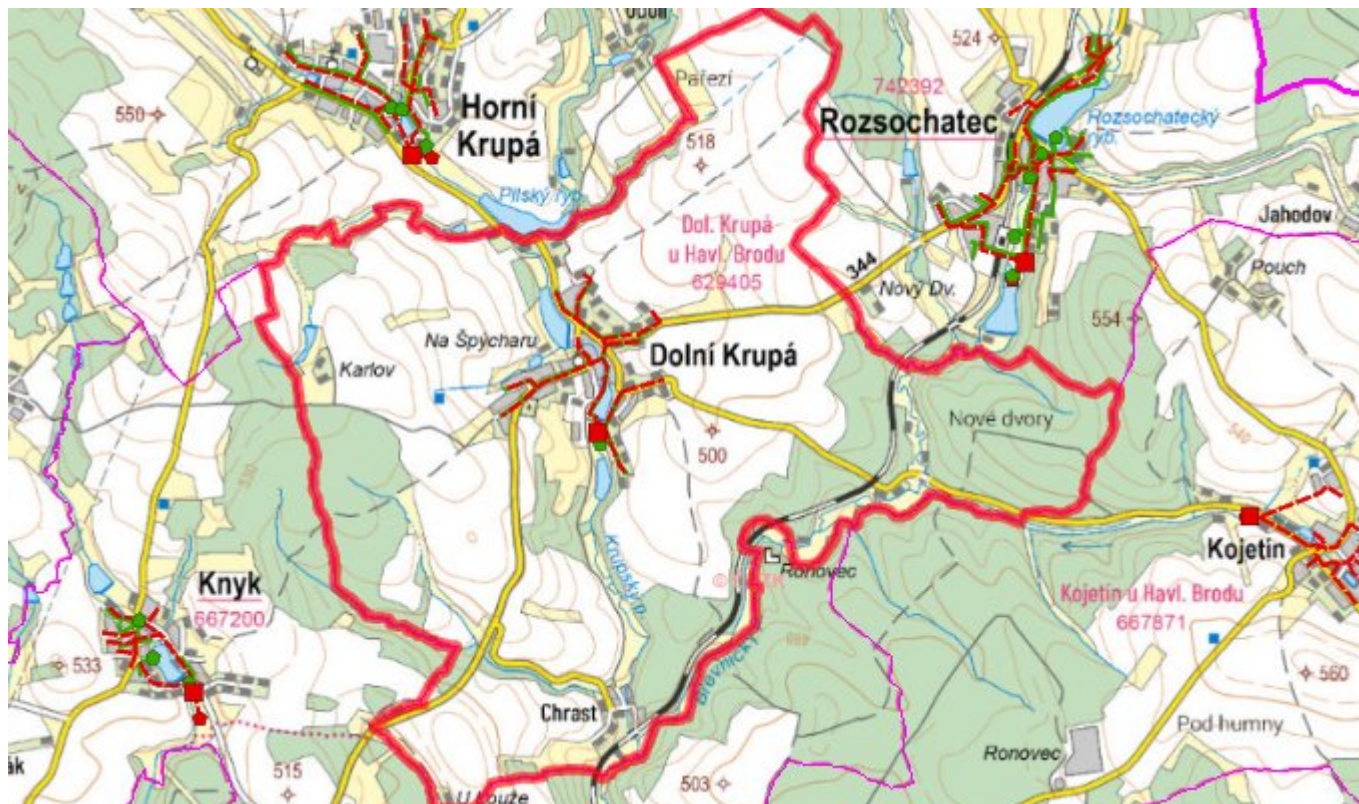 524
Pařezí
742392
550
Horní
Krupá
Rozsochatec
Rozsochatecký
ryb.
518
Pilský ryb.
Jahodov
Dol. Krupá
u Havl. Brodu
629405
344
Pouch
Nový Dv.
554
Na Špýcharu
Dolní Krupá
Karlov
Nové dvory
500
540
Kojetín
Krupský p.
Ronovec
Knyk
667200
Kojetín u Havl. Brodu
667871
533
560
Chrast
Pod humny
Ronovec
515
503
U Louže